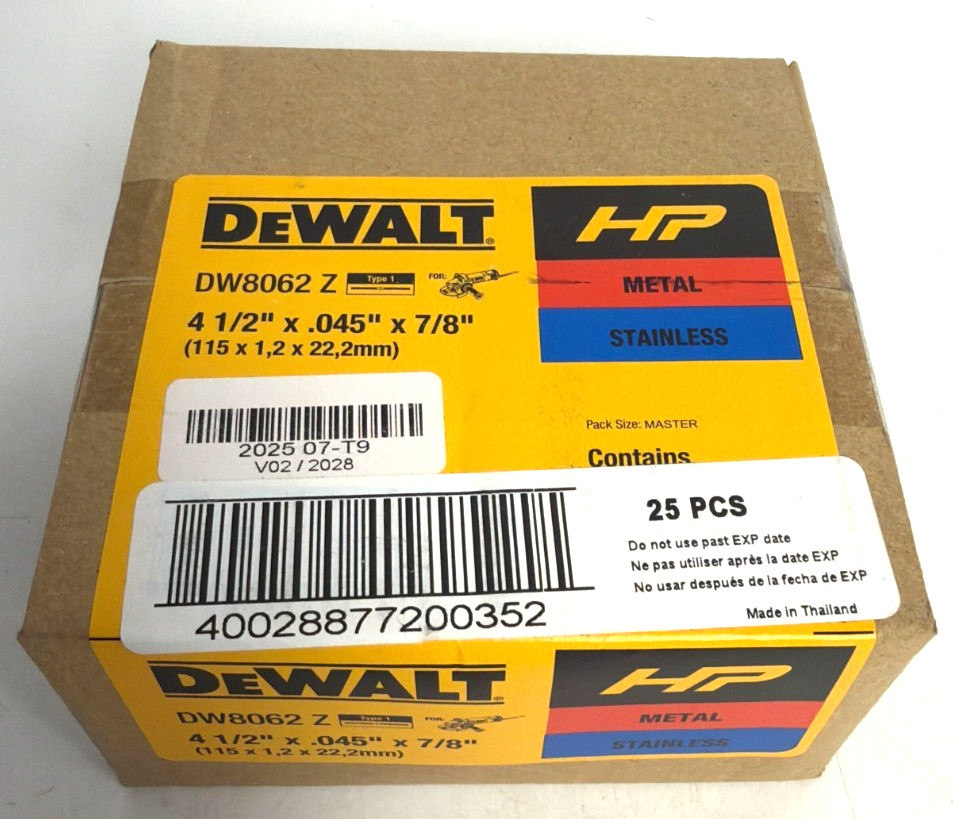 DEWALT®
HP
DW8062 Z
Type 1
FOR:
METAL
4 1/2" x .045" x 7/8"
(115 x 1,2 x 22,2mm)
STAINLESS
Pack Size: MASTER
2025 07-T9
V02 / 2028
Contains
25 PCS
Do not use past EXP date
Ne pas utiliser après la date EXP
No usar después de la fecha de EXP
Made in Thailand
40028877200352
DEWALT®
HP
DW8062 Z
Type 1
FOR:
METAL
4 1/2" x .045" x 7/8"
(115 x 1,2 x 22,2mm)
STAINLESS